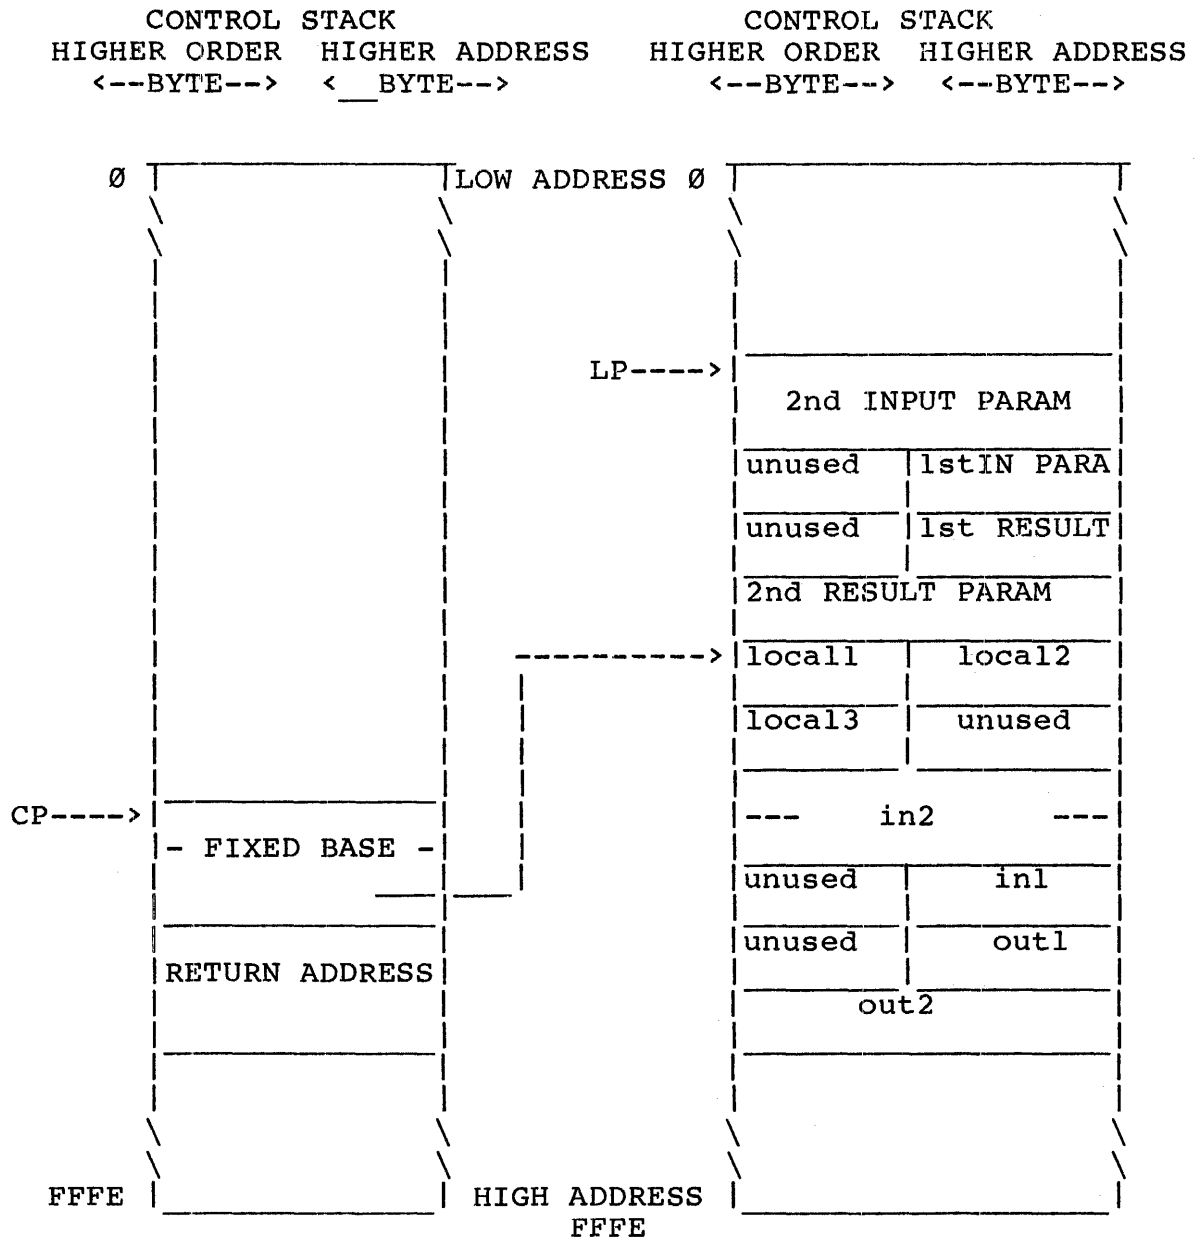 CONTROL STACK CONTROL STACK
HIGHER ORDER HIGHER ADDRESS HIGHER ORDER HIGHER ADDRESS
<--BYTE--> <__BYTE--> <--BYTE--> <--BYTE-->
Ø LOW ADDRESS Ø
LP---->
2nd INPUT PARAM
unused 1stIN PARA
unused 1st RESULT
2nd RESULT PARAM
----------> local1 local2
local3 unused
CP----> --- in2 ---
- FIXED BASE -
unused in1
unused out1
RETURN ADDRESS
out2
FFFE HIGH ADDRESS
FFFE